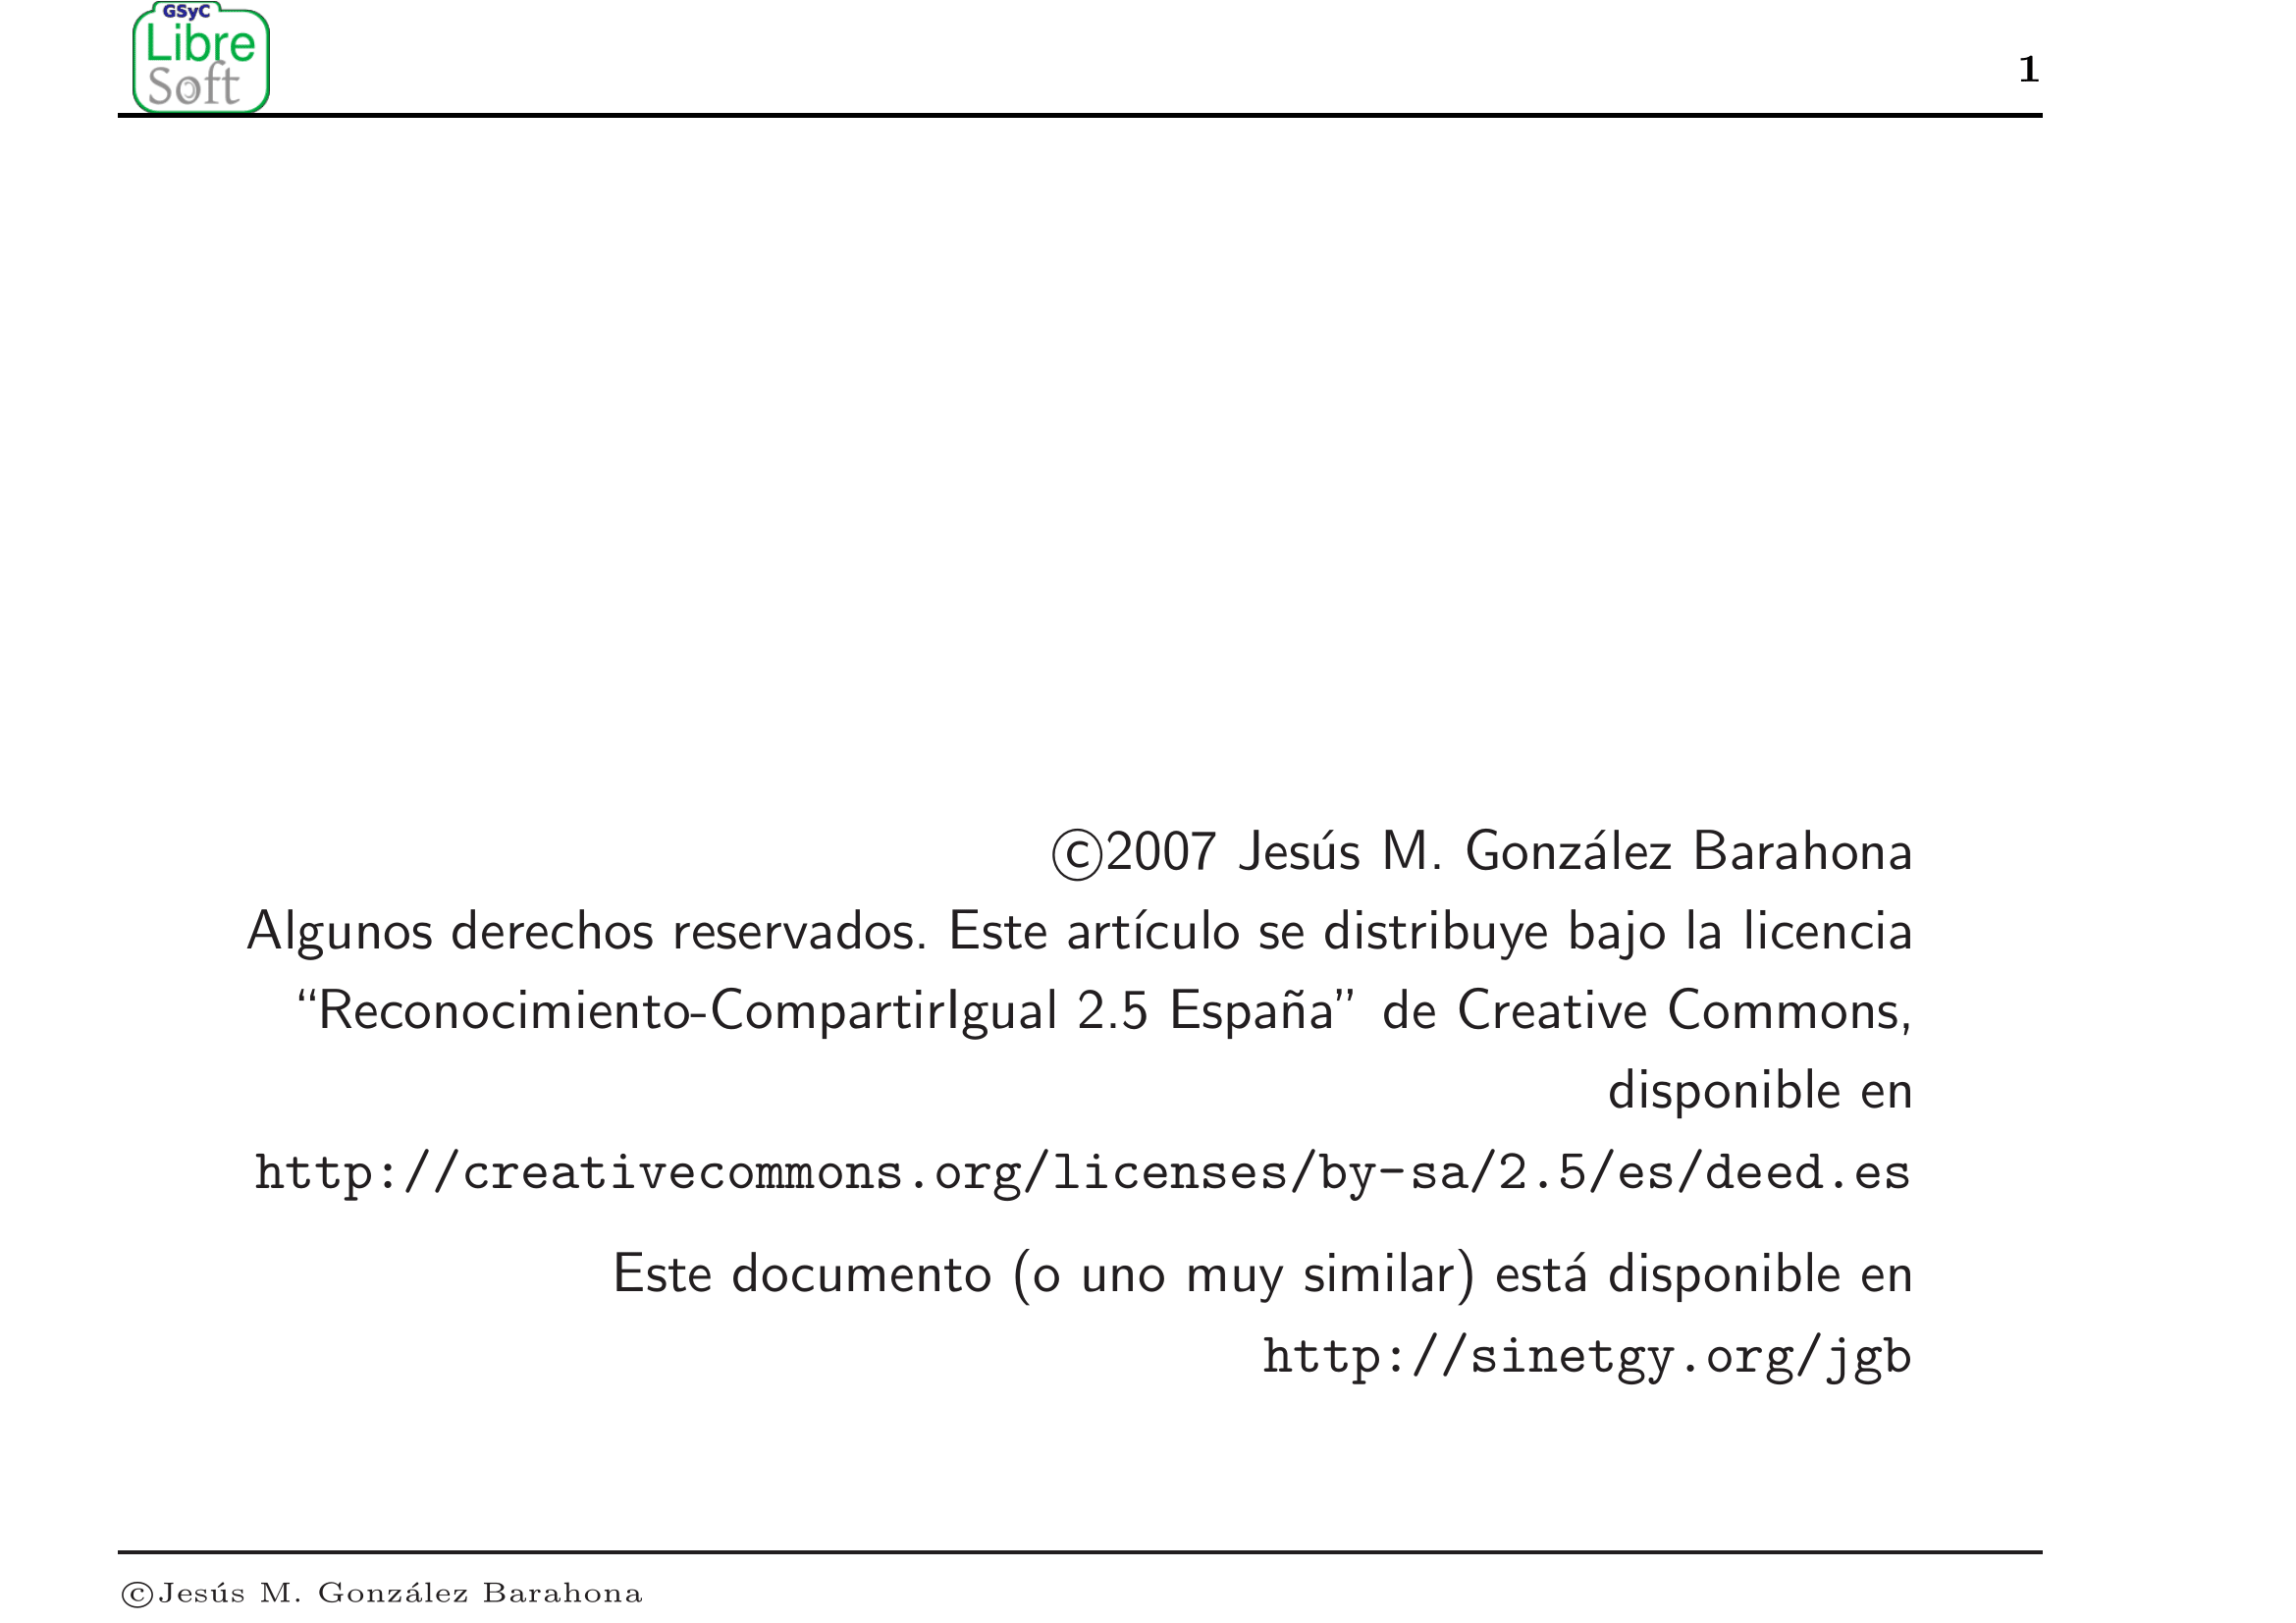 GSyC
Libre
Soft
1
©2007 Jesús M. González Barahona
Algunos derechos reservados. Este artículo se distribuye bajo la licencia
“Reconocimiento-CompartirIgual 2.5 España” de Creative Commons,
disponible en
http://creativecommons.org/licenses/by-sa/2.5/es/deed.es
Este documento (o uno muy similar) está disponible en
http://sinetgy.org/jgb
©Jesús M. González Barahona